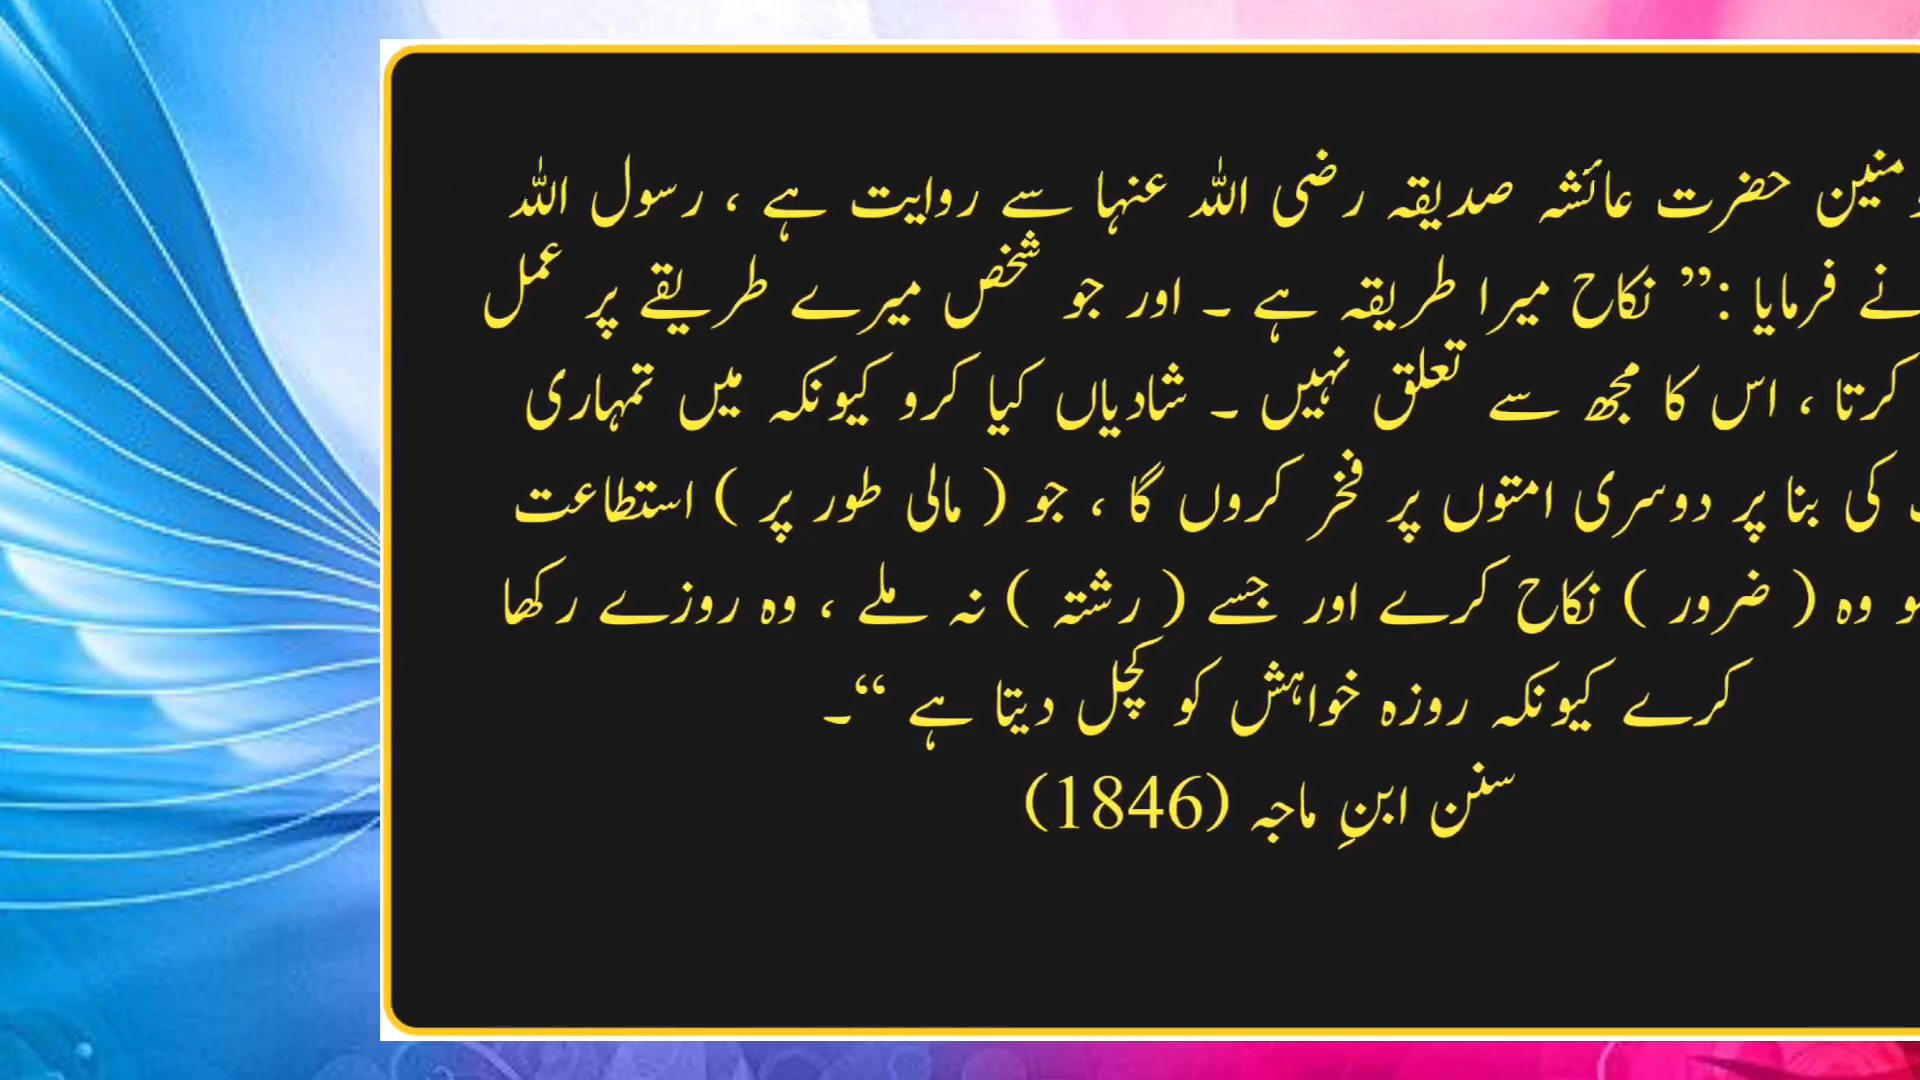 منین حضرت عائشہ صدیقہ رضی اللہ عنہا سے روایت ہے ، رسول اللہ
نے فرمایا :” نکاح میرا طریقہ ہے ۔ اور جو شخص میرے طریقے پر عمل
کرتا ، اس کا مجھ سے تعلق نہیں ۔ شادیاں کیا کرو کیونکہ میں تمہاری
کی بنا پر دوسری امتوں پر فخر کروں گا ، جو ( مالی طور پر ) استطاعت
وہ ( ضرور ) نکاح کرے اور جسے ( رشتہ ) نہ ملے ، وہ روزے رکھا
کرے کیونکہ روزہ خواہش کو کچل دیتا ہے “۔
سنن ابنِ ماجہ (1846)